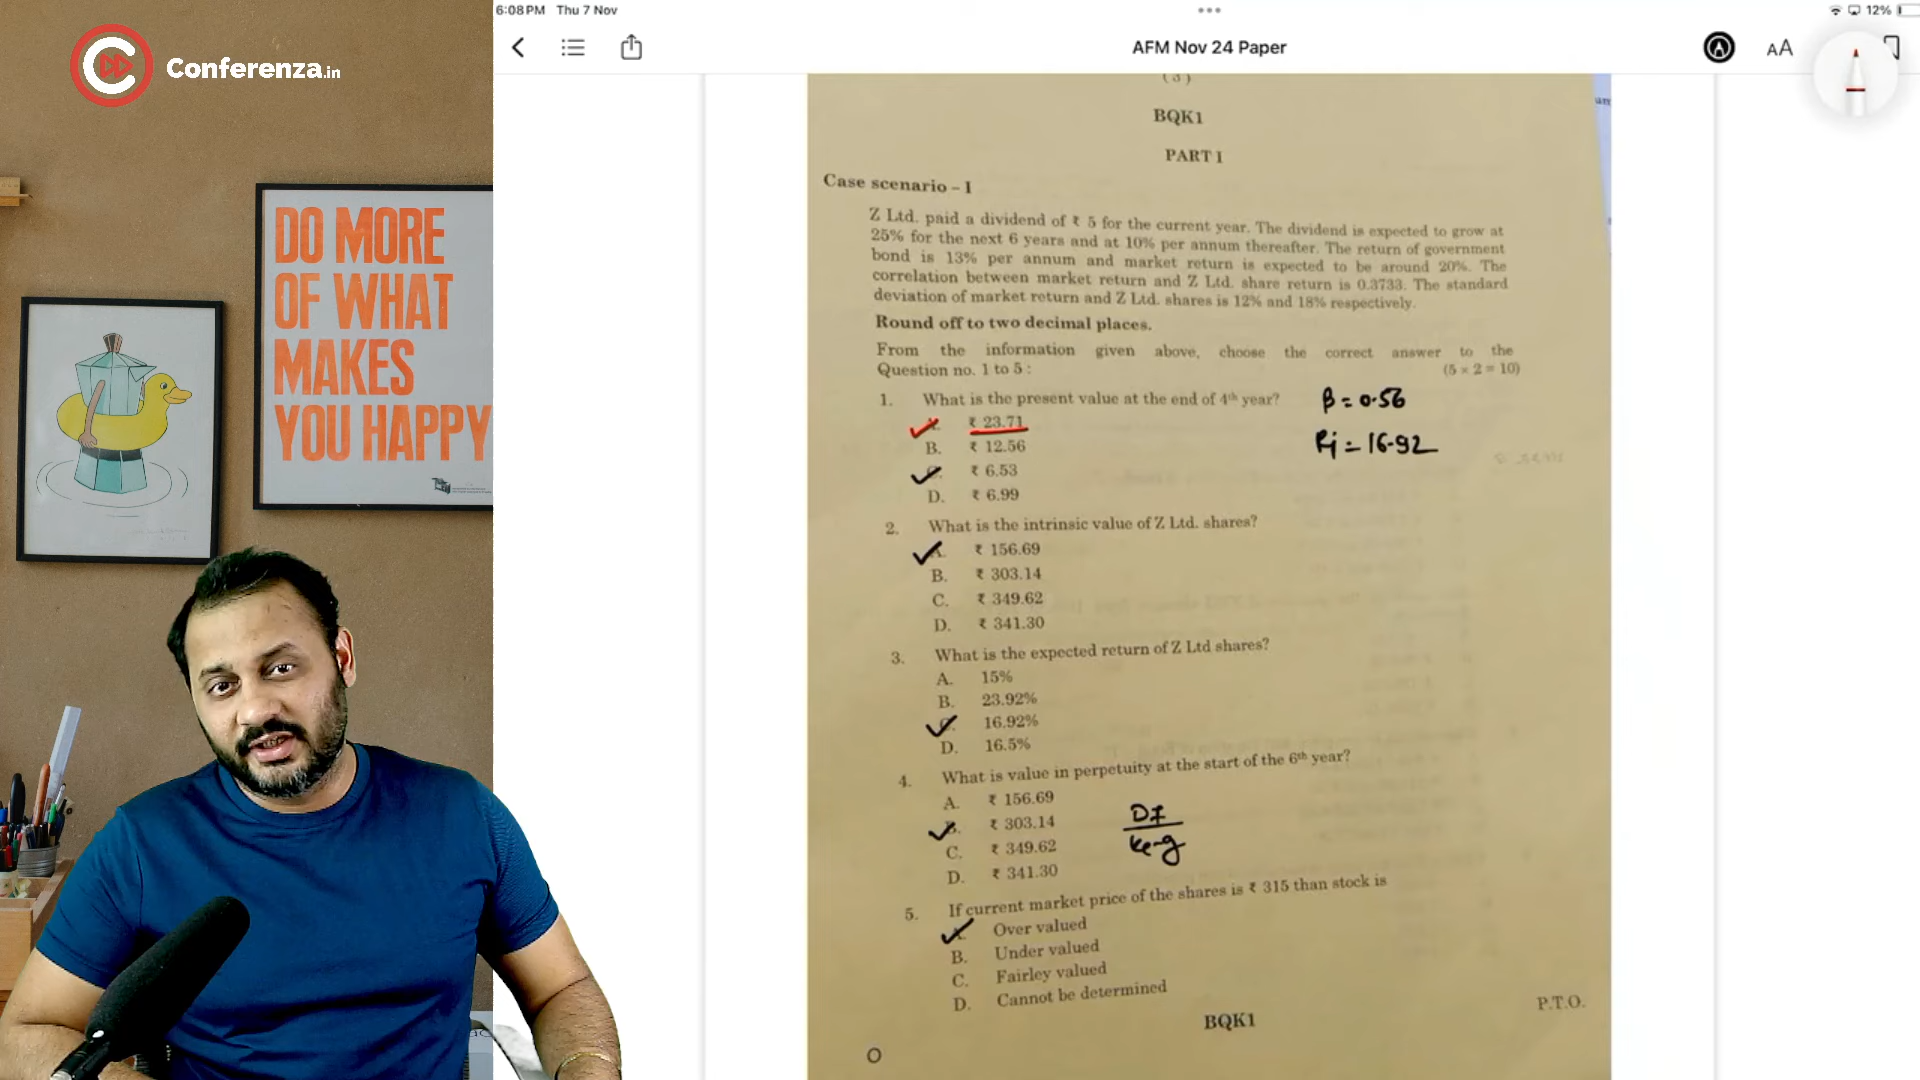 6:08PM Thu 7 Nov
12%
Conferenza.in
AFM Nov 24 Paper
AA
DO MORE
OF WHAT
MAKES
YOU HAPPY
(3)
BQK1
PART I
Case scenario – I
Z Ltd. paid a dividend of ₹ 5 for the current year. The dividend is expected to grow at
25% for the next 6 years and at 10% per annum thereafter. The return of government
bond is 13% per annum and market return is expected to be around 20%. The
correlation between market return and Z Ltd. share return is 0.3733. The standard
deviation of market return and Z Ltd. shares is 12% and 18% respectively.
Round off to two decimal places.
From the information given above, choose the correct answer to the
Question no. 1 to 5 : (5 × 2 = 10)
1. What is the present value at the end of 4th year?
₹ 23.71
B. ₹ 12.56
₹ 6.53
D. ₹ 6.99
β = 0.56
Rj = 16.92
2. What is the intrinsic value of Z Ltd. shares?
₹ 156.69
B. ₹ 303.14
C. ₹ 349.62
D. ₹ 341.30
3. What is the expected return of Z Ltd shares?
A. 15%
B. 23.92%
16.92%
D. 16.5%
4. What is value in perpetuity at the start of the 6th year?
A. ₹ 156.69
B. ₹ 303.14
C. ₹ 349.62
D. ₹ 341.30
D7
ke-g
5. If current market price of the shares is ₹ 315 than stock is
Over valued
B. Under valued
C. Fairley valued
D. Cannot be determined
P.T.O.
BQK1